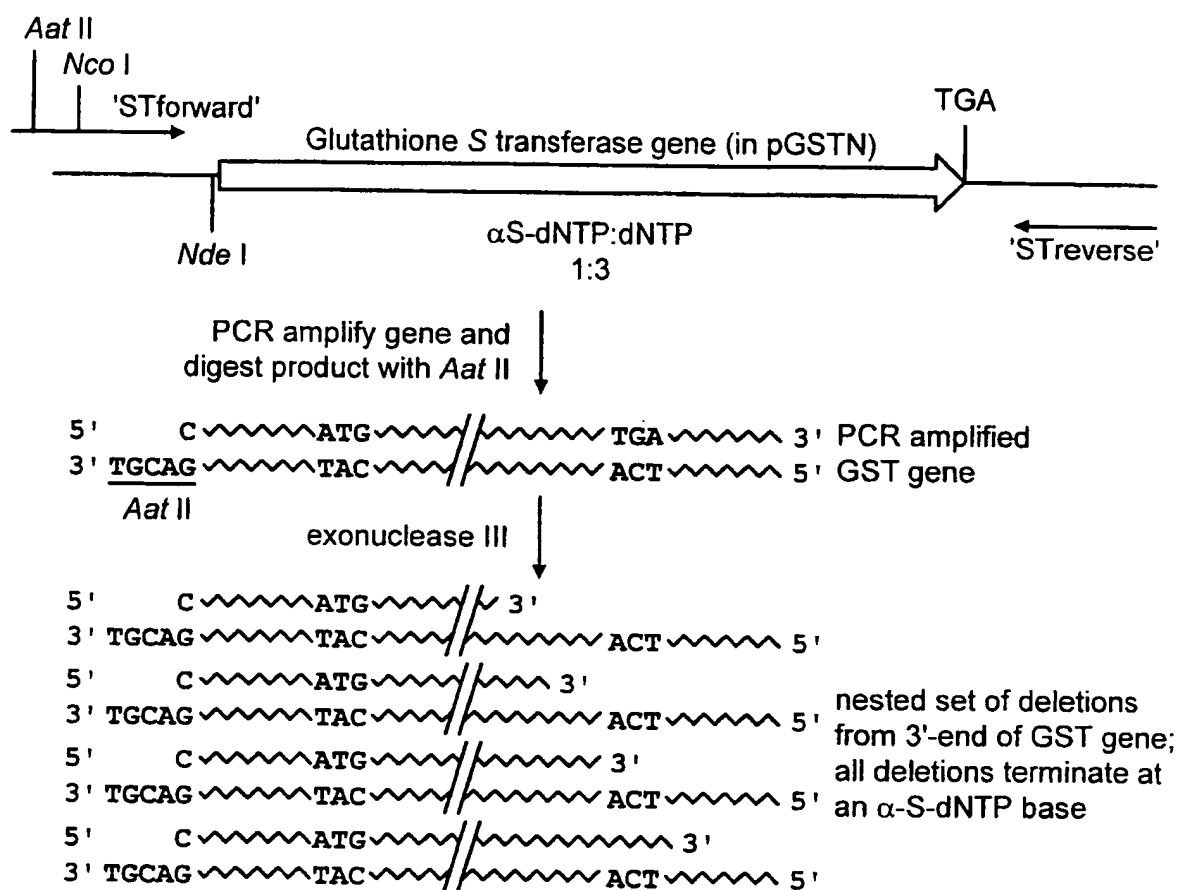 Aat II
Nco I
'STforward'
TGA
Glutathione S transferase gene (in pGSTN)
Nde I
αS-dNTP:dNTP
1:3
'STreverse'
PCR amplify gene and
digest product with Aat II
5' C ATG TGA 3' PCR amplified
3' TGCAG TAC ACT 5' GST gene
Aat II
exonuclease III
5' C ATG 3'
3' TGCAG TAC ACT 5'
5' C ATG 3'
3' TGCAG TAC ACT 5'
5' C ATG 3'
3' TGCAG TAC ACT 5'
5' C ATG 3'
3' TGCAG TAC ACT 5'
nested set of deletions
from 3'-end of GST gene;
all deletions terminate at
an α-S-dNTP base